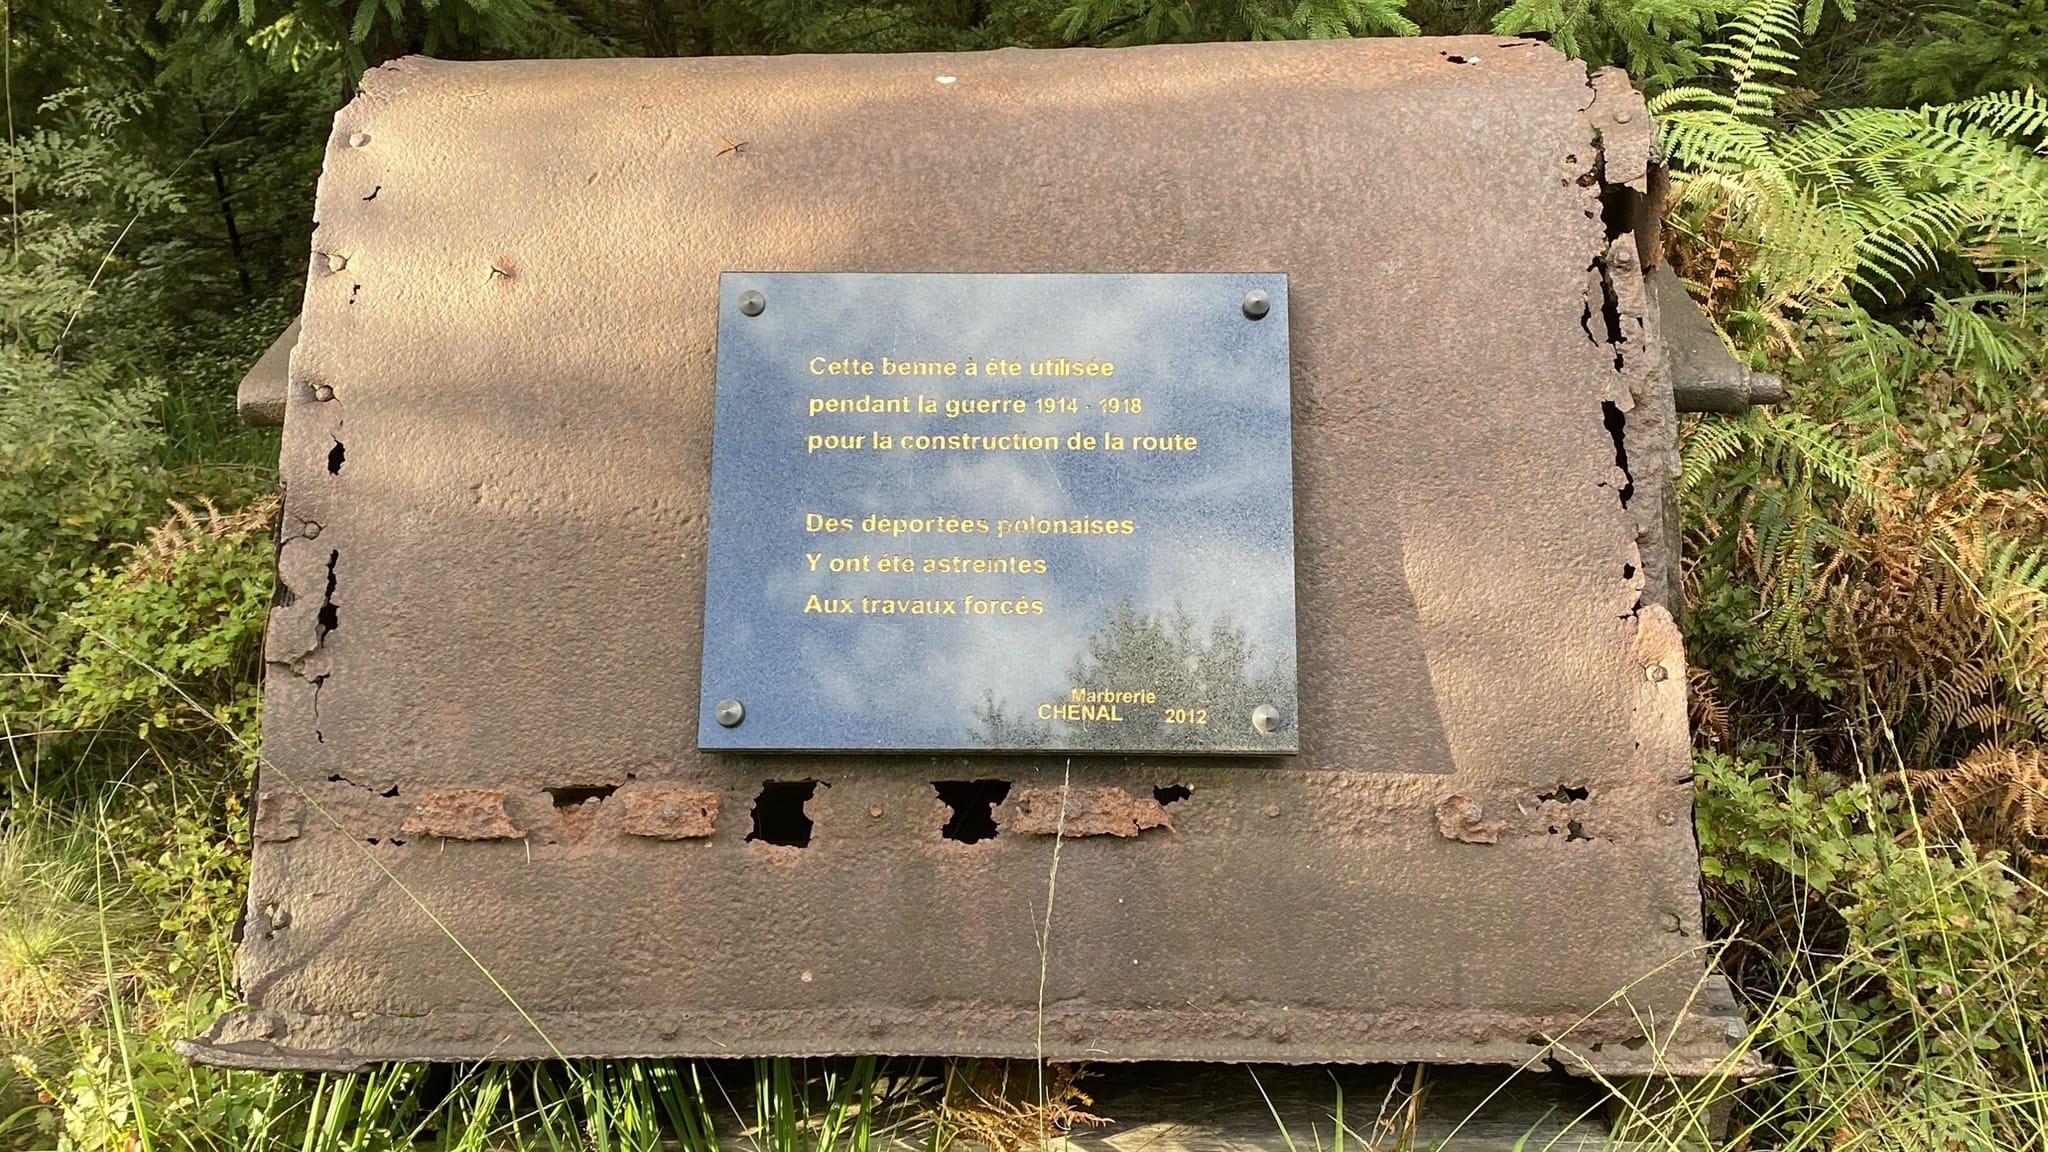 Cette benne à été utilisée
pendant la guerre 1914 - 1918
pour la construction de la route
Des déportées polonaises
Y ont été astreintes
Aux travaux forcés
Marbrerie
CHENAL 2012